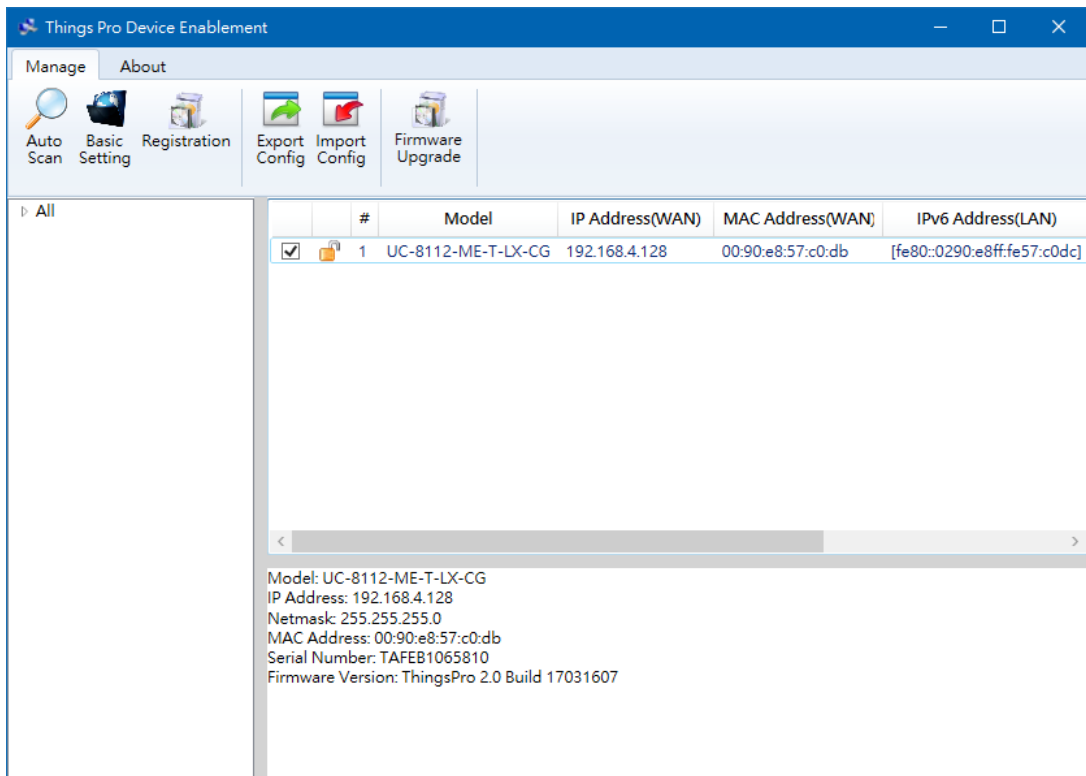 Things Pro Device Enablement
Manage About
Auto Scan
Basic Setting
Registration
Export Config
Import Config
Firmware Upgrade
All
# Model IP Address(WAN) MAC Address(WAN) IPv6 Address(LAN)
1 UC-8112-ME-T-LX-CG 192.168.4.128 00:90:e8:57:c0:db [fe80::0290:e8ff:fe57:c0dc]
Model: UC-8112-ME-T-LX-CG
IP Address: 192.168.4.128
Netmask: 255.255.255.0
MAC Address: 00:90:e8:57:c0:db
Serial Number: TAFEB1065810
Firmware Version: ThingsPro 2.0 Build 17031607